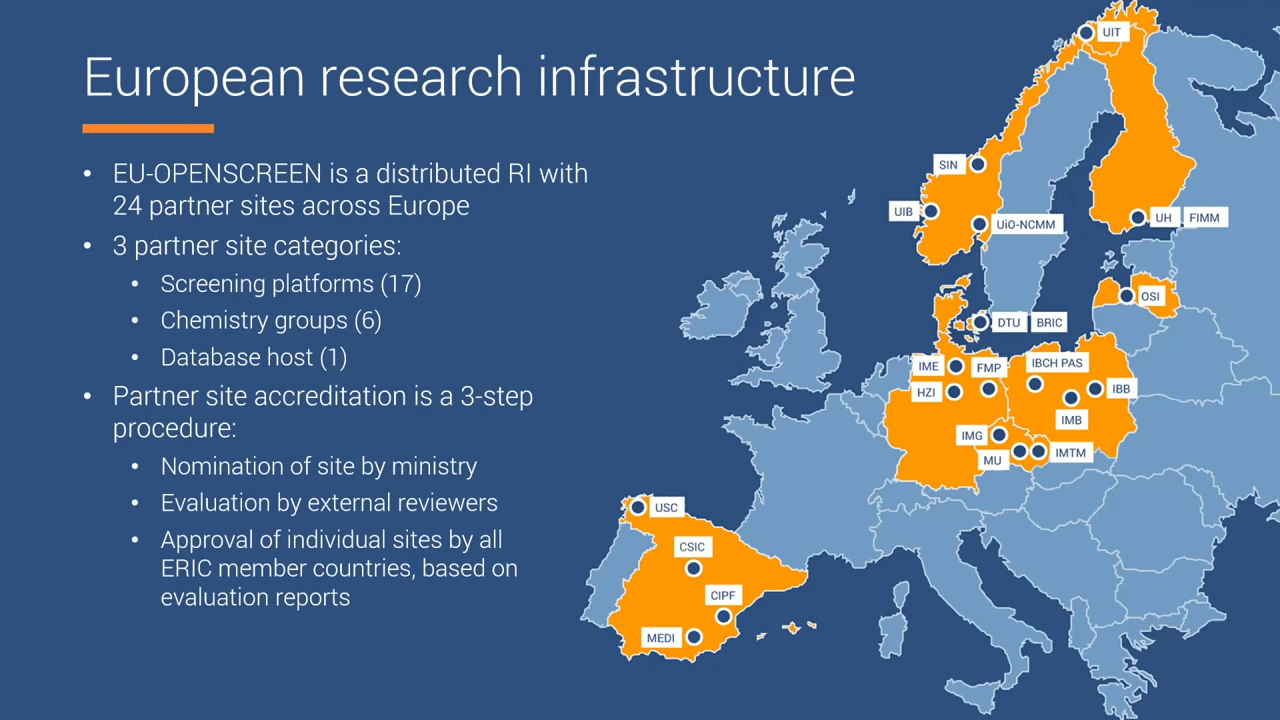 European research infrastructure
• EU-OPENSCREEN is a distributed RI with
24 partner sites across Europe
• 3 partner site categories:
• Screening platforms (17)
• Chemistry groups (6)
• Database host (1)
• Partner site accreditation is a 3-step
procedure:
• Nomination of site by ministry
• Evaluation by external reviewers
• Approval of individual sites by all
ERIC member countries, based on
evaluation reports
UIT
SIN
UIB
UiO-NCMM
UH FIMM
OSI
DTU BRIC
IME
FMP
IBCH PAS
HZI
IBB
IMB
IMG
MU
IMTM
USC
CSIC
CIPF
MEDI